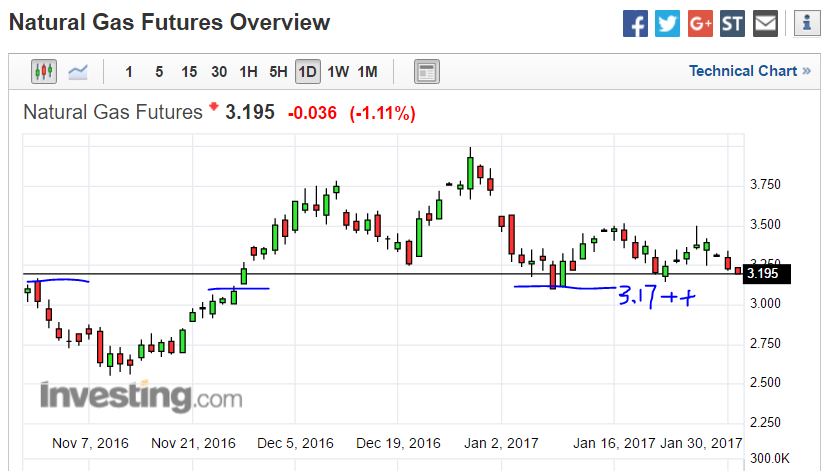 Natural Gas Futures Overview
ST
1 5 15 30 1H 5H 1D 1W 1M
Technical Chart »
Natural Gas Futures 3.195 -0.036 (-1.11%)
3.750
3.500
3.250
3.195
3.17++
3.000
2.750
2.500
2.250
Investing.com
Nov 7, 2016 Nov 21, 2016 Dec 5, 2016 Dec 19, 2016 Jan 2, 2017 Jan 16, 2017 Jan 30, 2017
300.0K